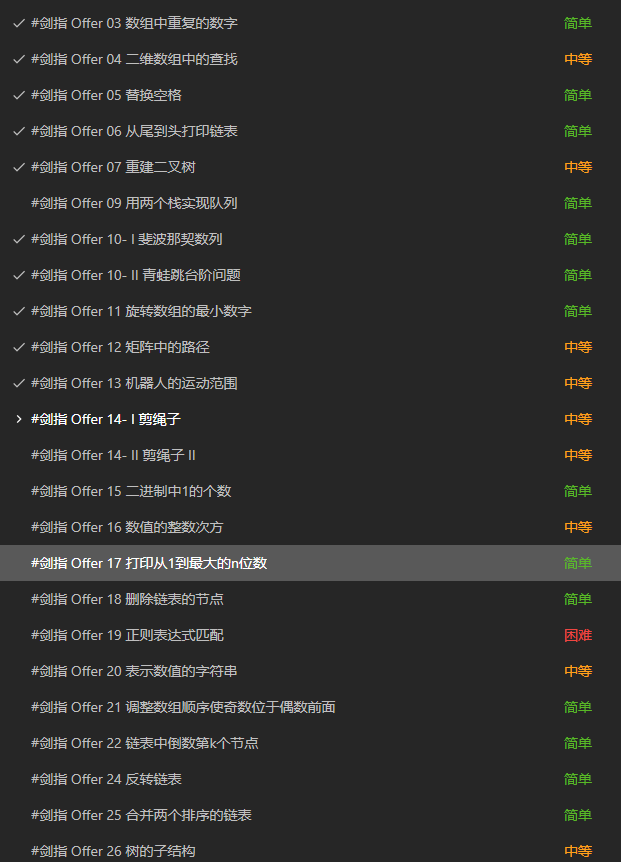 #剑指 Offer 03 数组中重复的数字 简单
#剑指 Offer 04 二维数组中的查找 中等
#剑指 Offer 05 替换空格 简单
#剑指 Offer 06 从尾到头打印链表 简单
#剑指 Offer 07 重建二叉树 中等
#剑指 Offer 09 用两个栈实现队列 简单
#剑指 Offer 10- I 斐波那契数列 简单
#剑指 Offer 10- II 青蛙跳台阶问题 简单
#剑指 Offer 11 旋转数组的最小数字 简单
#剑指 Offer 12 矩阵中的路径 中等
#剑指 Offer 13 机器人的运动范围 中等
#剑指 Offer 14- I 剪绳子 中等
#剑指 Offer 14- II 剪绳子 II 中等
#剑指 Offer 15 二进制中1的个数 简单
#剑指 Offer 16 数值的整数次方 中等
#剑指 Offer 17 打印从1到最大的n位数 简单
#剑指 Offer 18 删除链表的节点 简单
#剑指 Offer 19 正则表达式匹配 困难
#剑指 Offer 20 表示数值的字符串 中等
#剑指 Offer 21 调整数组顺序使奇数位于偶数前面 简单
#剑指 Offer 22 链表中倒数第k个节点 简单
#剑指 Offer 24 反转链表 简单
#剑指 Offer 25 合并两个排序的链表 简单
#剑指 Offer 26 树的子结构 中等